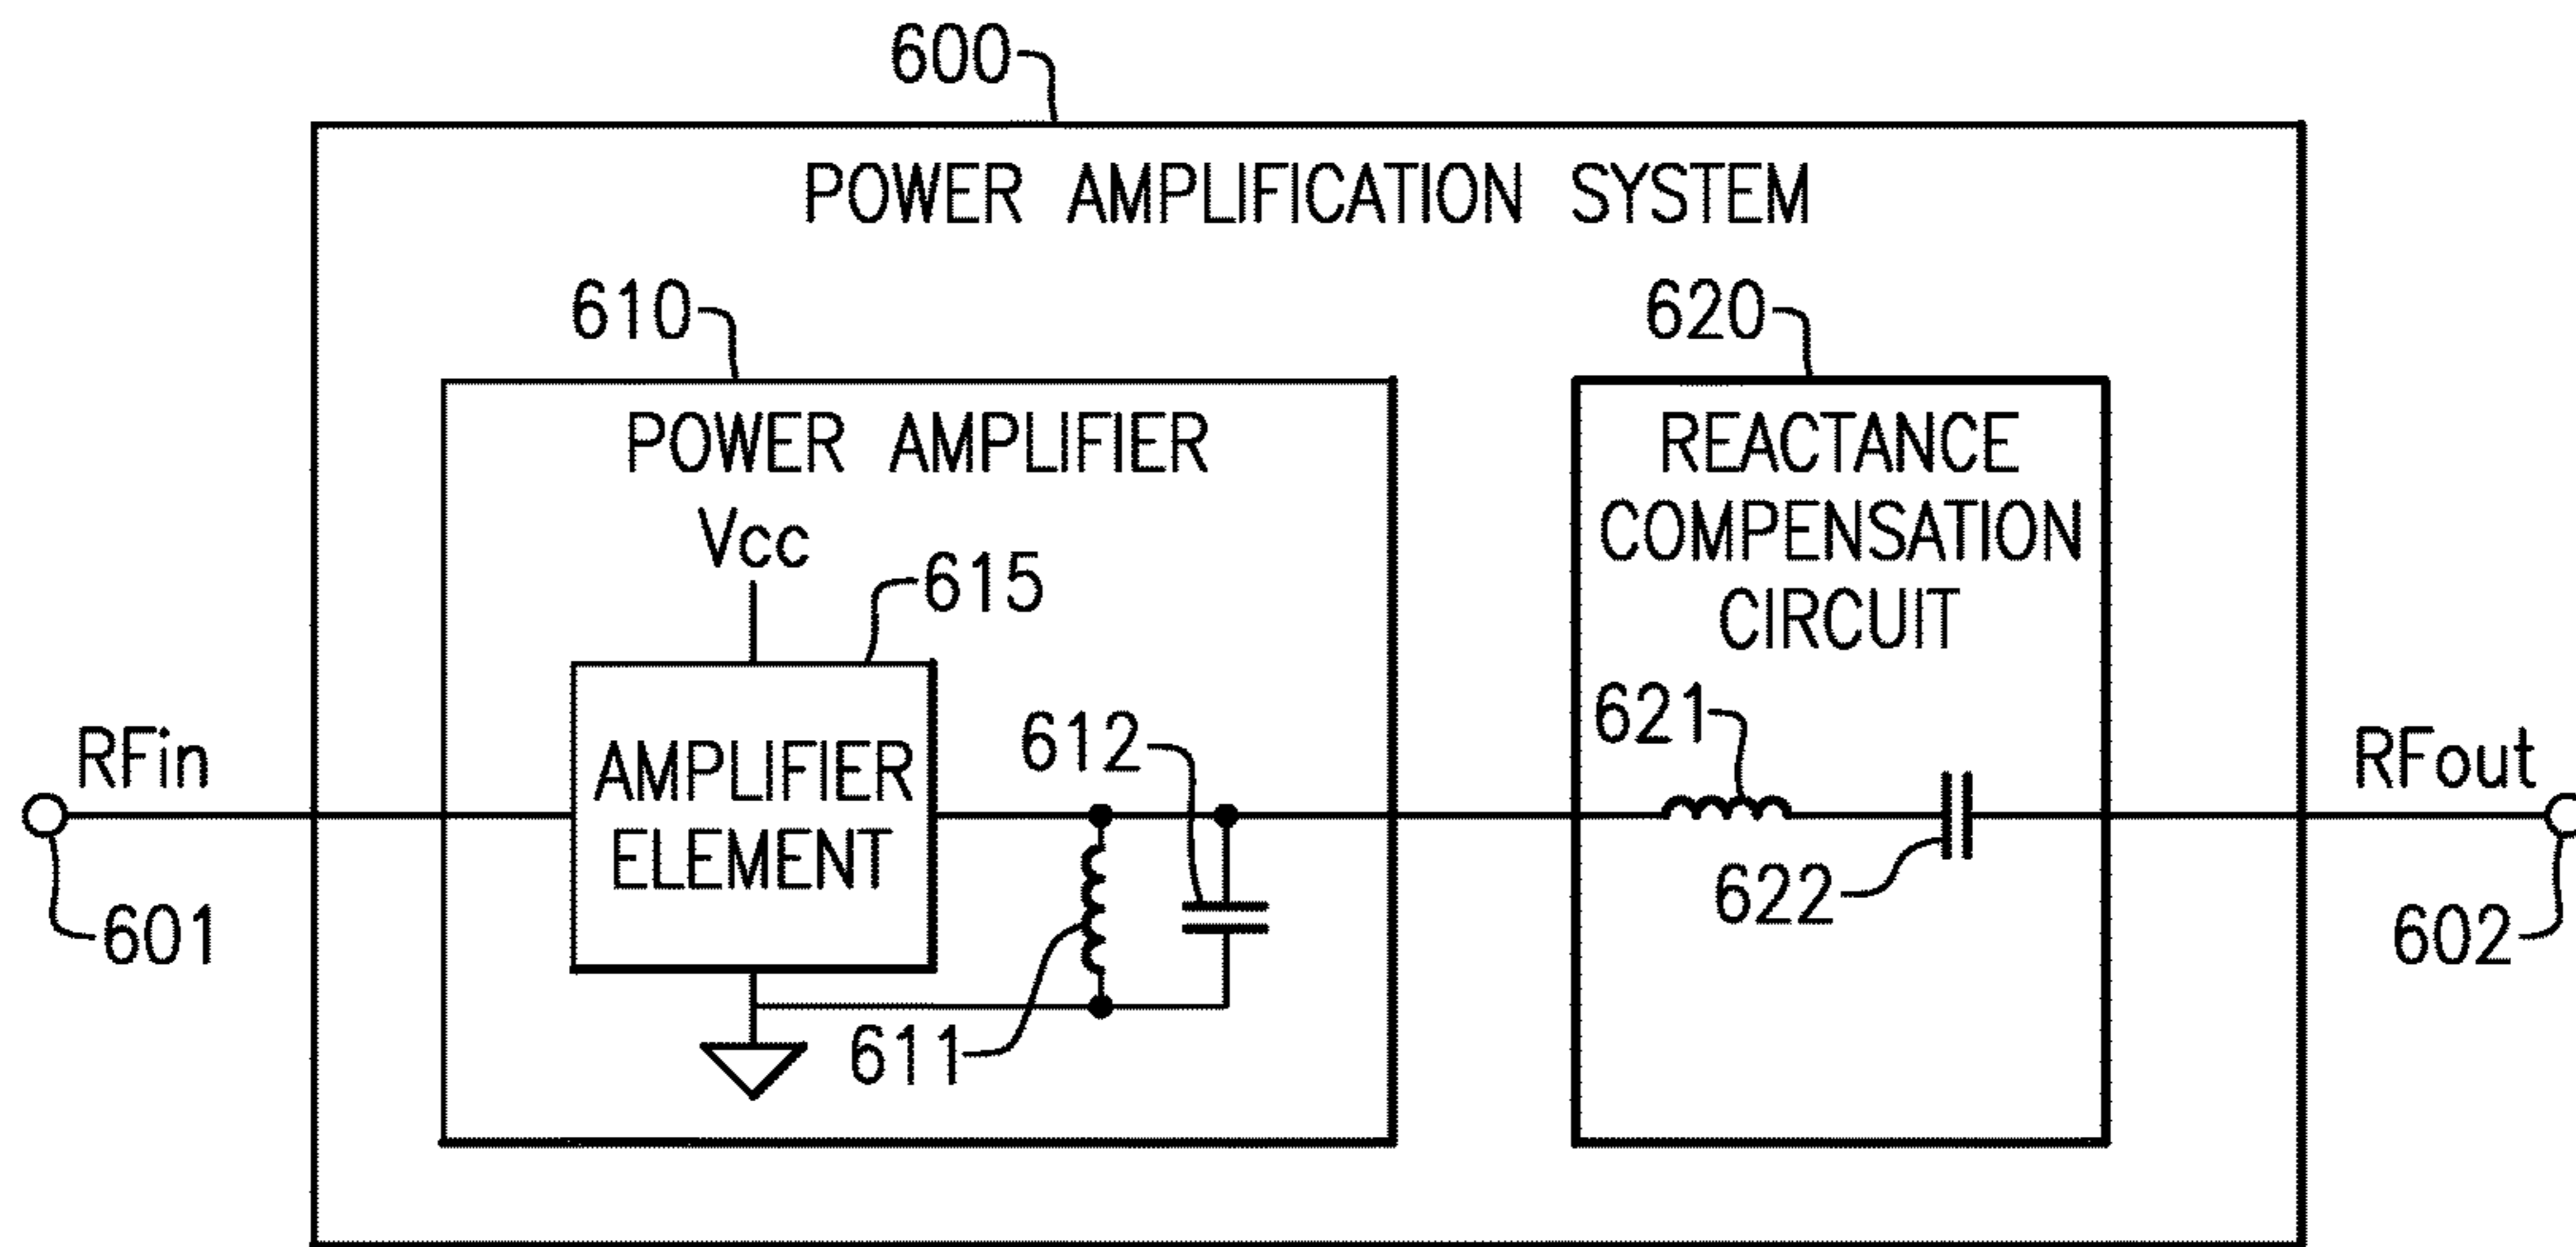 600
POWER AMPLIFICATION SYSTEM
610
620
POWER AMPLIFIER
Vcc
615
AMPLIFIER
ELEMENT
612
611
REACTANCE
COMPENSATION
CIRCUIT
621
622
RFin
601
RFout
602